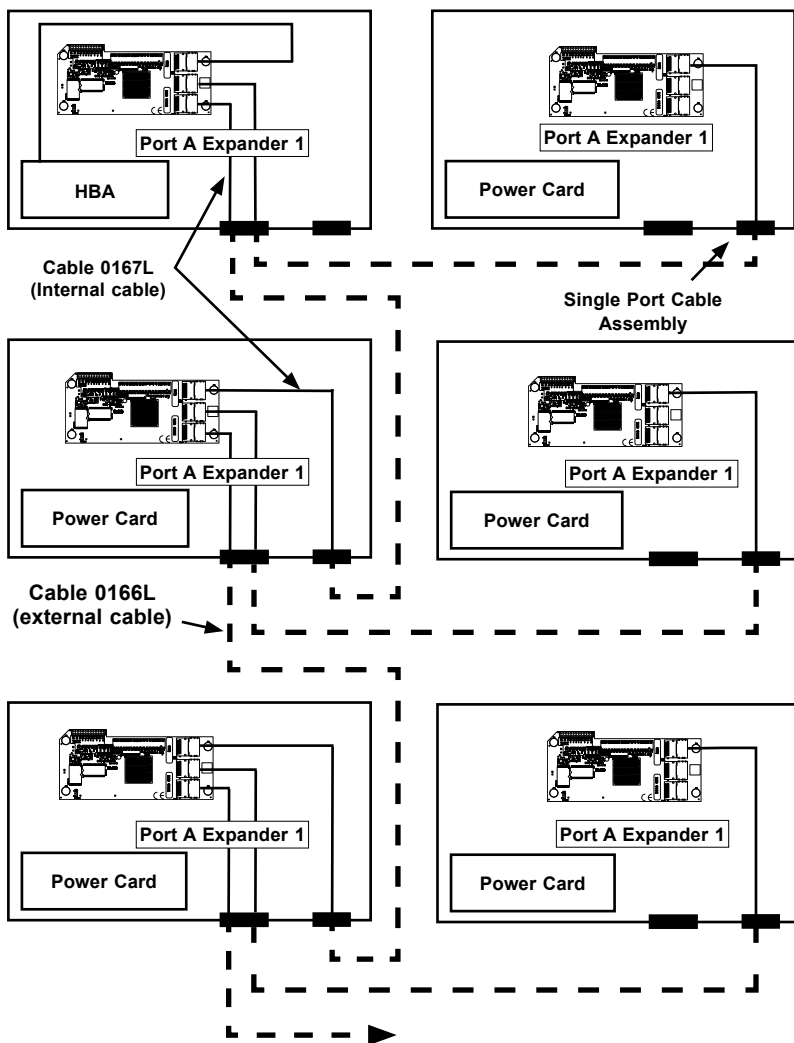 Port A Expander 1
HBA
Port A Expander 1
Power Card
Cable 0167L
(Internal cable)
Single Port Cable
Assembly
Port A Expander 1
Power Card
Port A Expander 1
Power Card
Cable 0166L
(external cable)
Port A Expander 1
Power Card
Port A Expander 1
Power Card